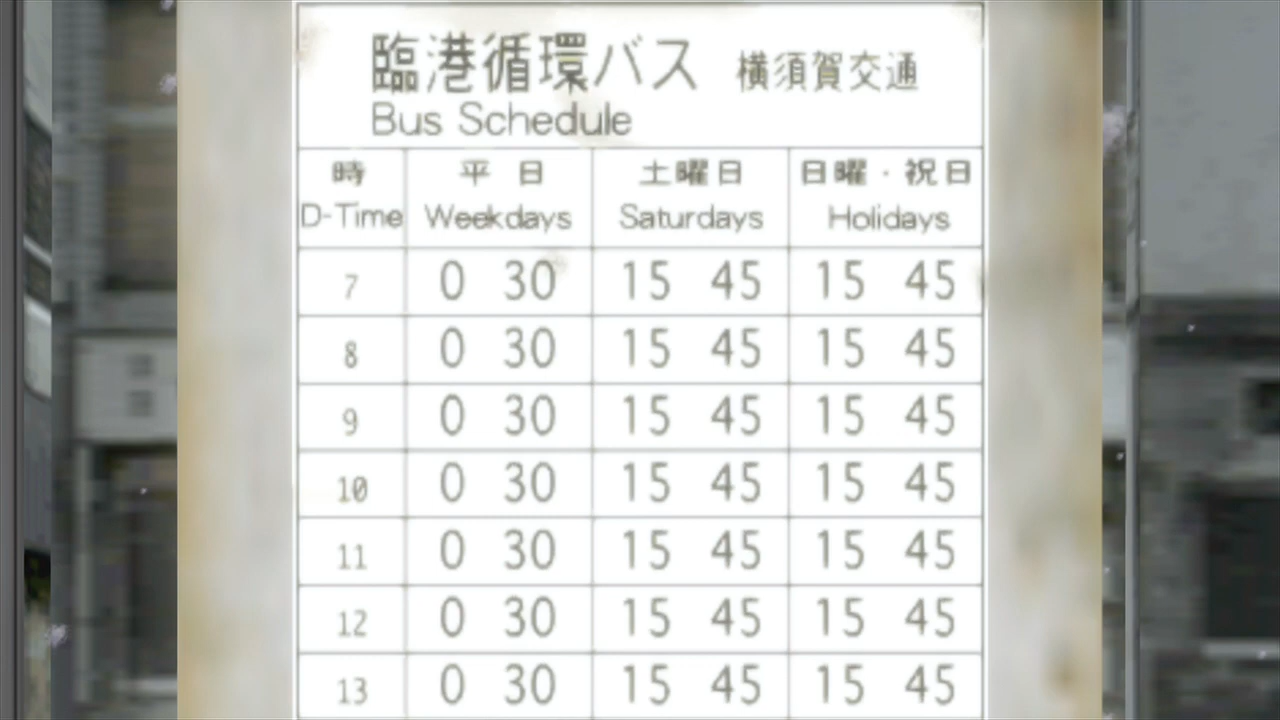 臨港循環バス 横須賀交通
Bus Schedule
時 平日 土曜日 日曜・祝日
D-Time Weekdays Saturdays Holidays
7 0 30 15 45 15 45
8 0 30 15 45 15 45
9 0 30 15 45 15 45
10 0 30 15 45 15 45
11 0 30 15 45 15 45
12 0 30 15 45 15 45
13 0 30 15 45 15 45